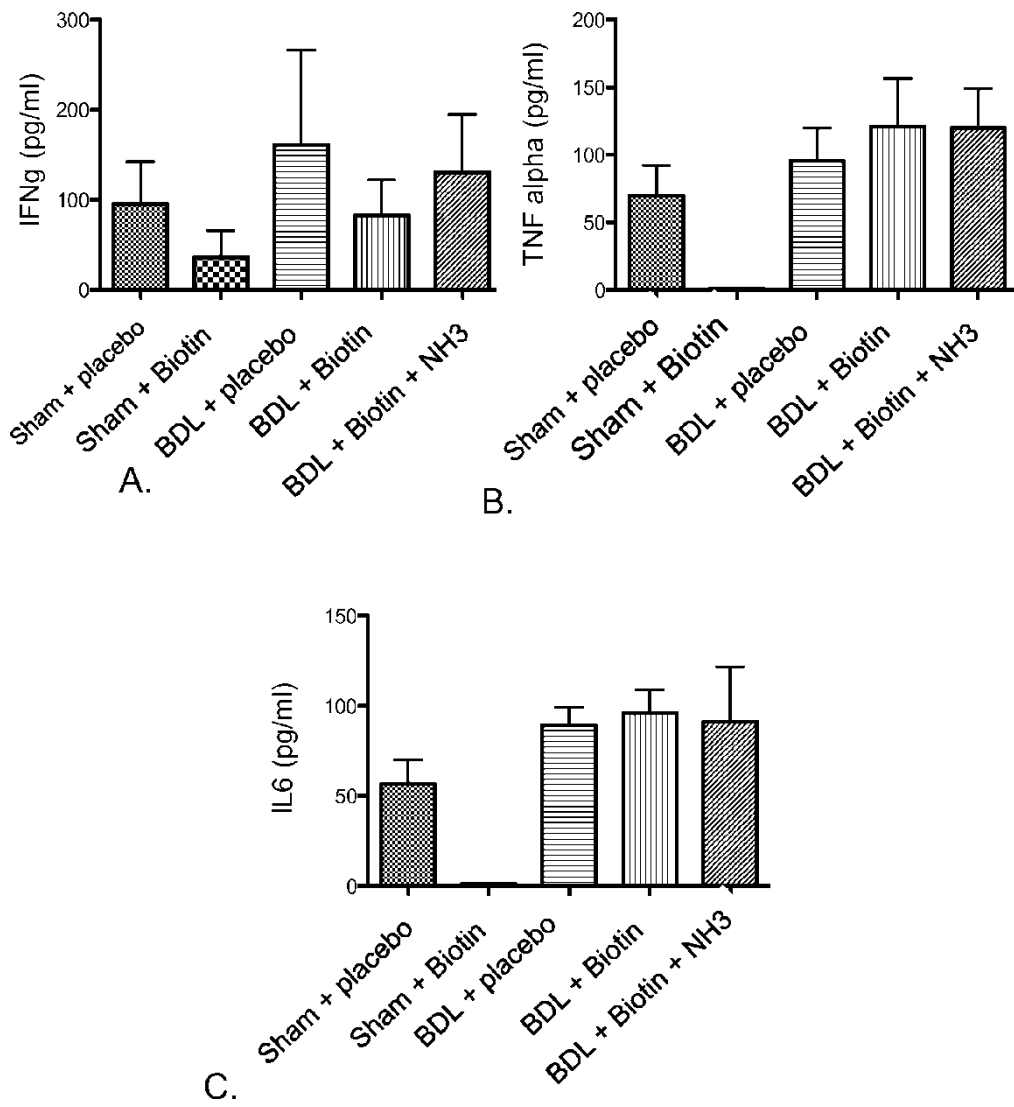 IFNg (pg/ml)
300
200
100
0
Sham + placebo
Sham + Biotin
BDL + placebo
BDL + Biotin
BDL + Biotin + NH3
A.
TNF alpha (pg/ml)
200
150
100
50
0
Sham + placebo
Sham + Biotin
BDL + placebo
BDL + Biotin
BDL + Biotin + NH3
B.
IL6 (pg/ml)
150
100
50
0
Sham + placebo
Sham + Biotin
BDL + placebo
BDL + Biotin
BDL + Biotin + NH3
C.